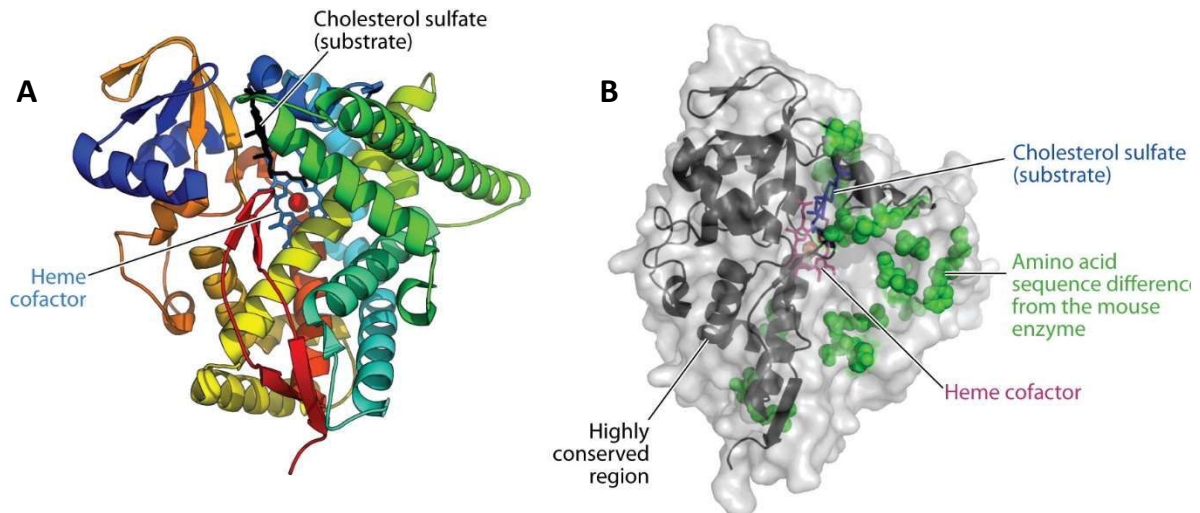 Cholesterol sulfate
(substrate)
A
Heme
cofactor
B
Cholesterol sulfate
(substrate)
Amino acid
sequence difference
from the mouse
enzyme
Heme cofactor
Highly
conserved
region